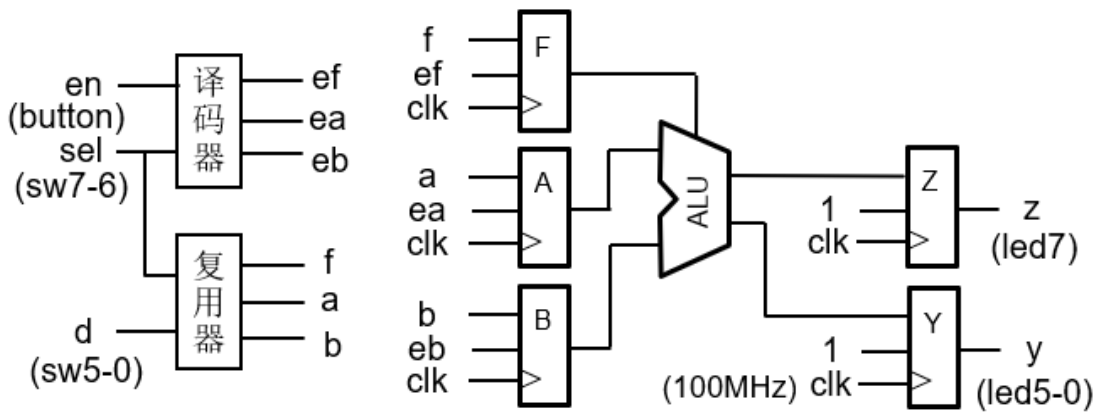 en
(button)
sel
(sw7-6)
译码器
ef
ea
eb
复用器
d
(sw5-0)
f
a
b
f
ef
clk
F
a
ea
clk
A
b
eb
clk
B
ALU
Z
1
clk
z
(led7)
Y
1
(100MHz) clk
y
(led5-0)